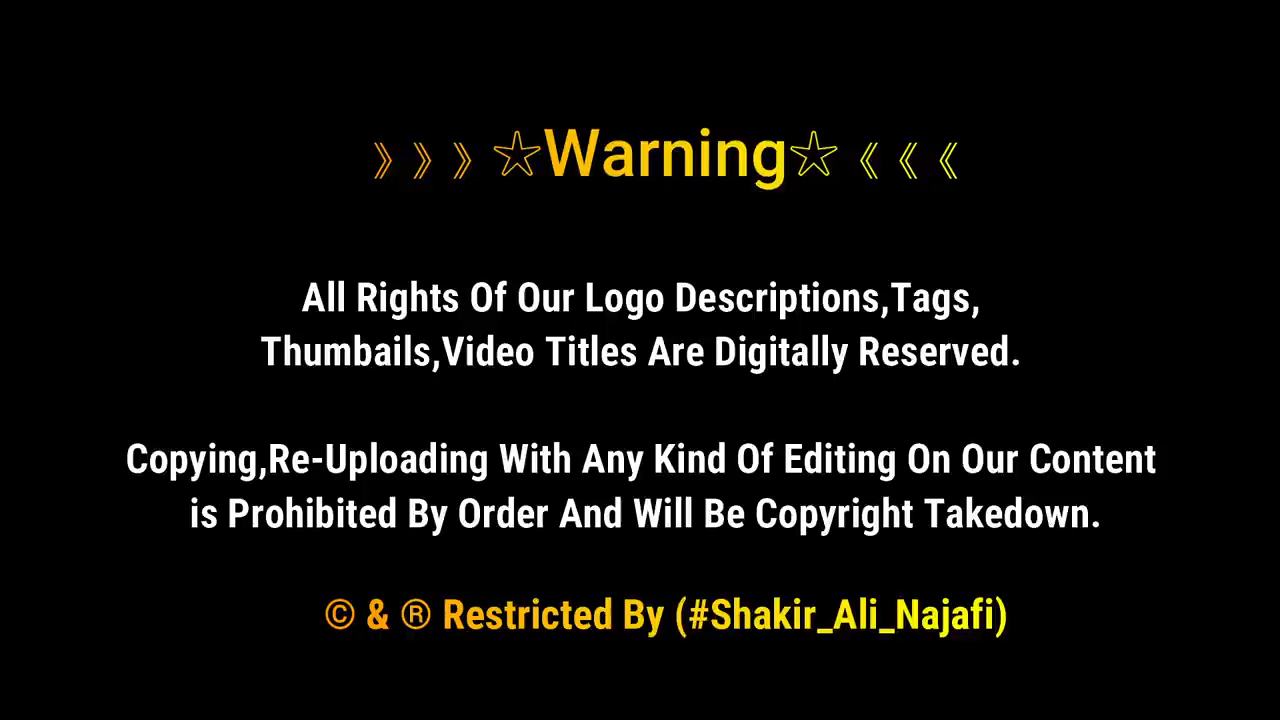 》》》☆Warning☆《《《
All Rights Of Our Logo Descriptions,Tags,
Thumbails,Video Titles Are Digitally Reserved.
Copying,Re-Uploading With Any Kind Of Editing On Our Content
is Prohibited By Order And Will Be Copyright Takedown.
© & ® Restricted By (#Shakir_Ali_Najafi)